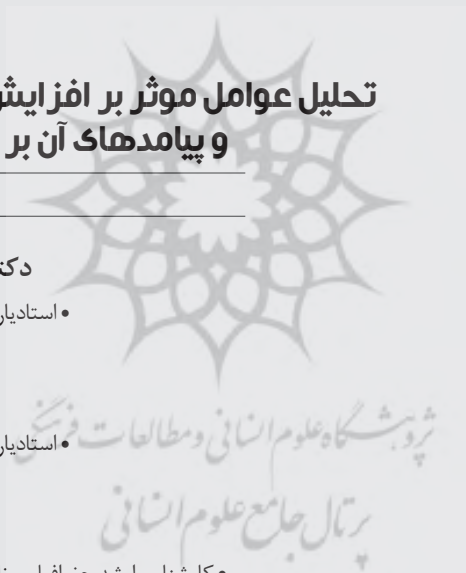 تحلیل عوامل موثر بر افزایش
و پیامدهای آن بر
• استادیار
پژوهشگاه علوم انسانی و مطالعات فرهنگی
• استادیار
پرتال جامع علوم انسانی